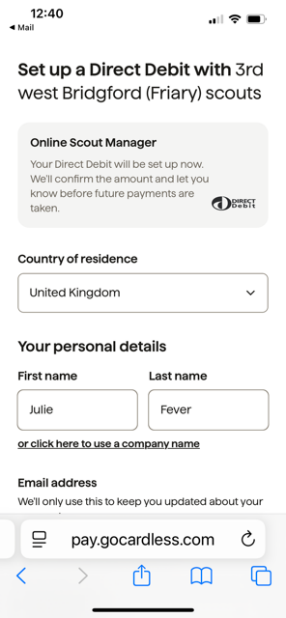 12:40
◀ Mail
Set up a Direct Debit with 3rd
west Bridgford (Friary) scouts
Online Scout Manager
Your Direct Debit will be set up now.
We'll confirm the amount and let you
know before future payments are
taken.
DIRECT
Debit
Country of residence
United Kingdom
Your personal details
First name
Last name
Julie
Fever
or click here to use a company name
Email address
We'll only use this to keep you updated about your
pay.gocardless.com